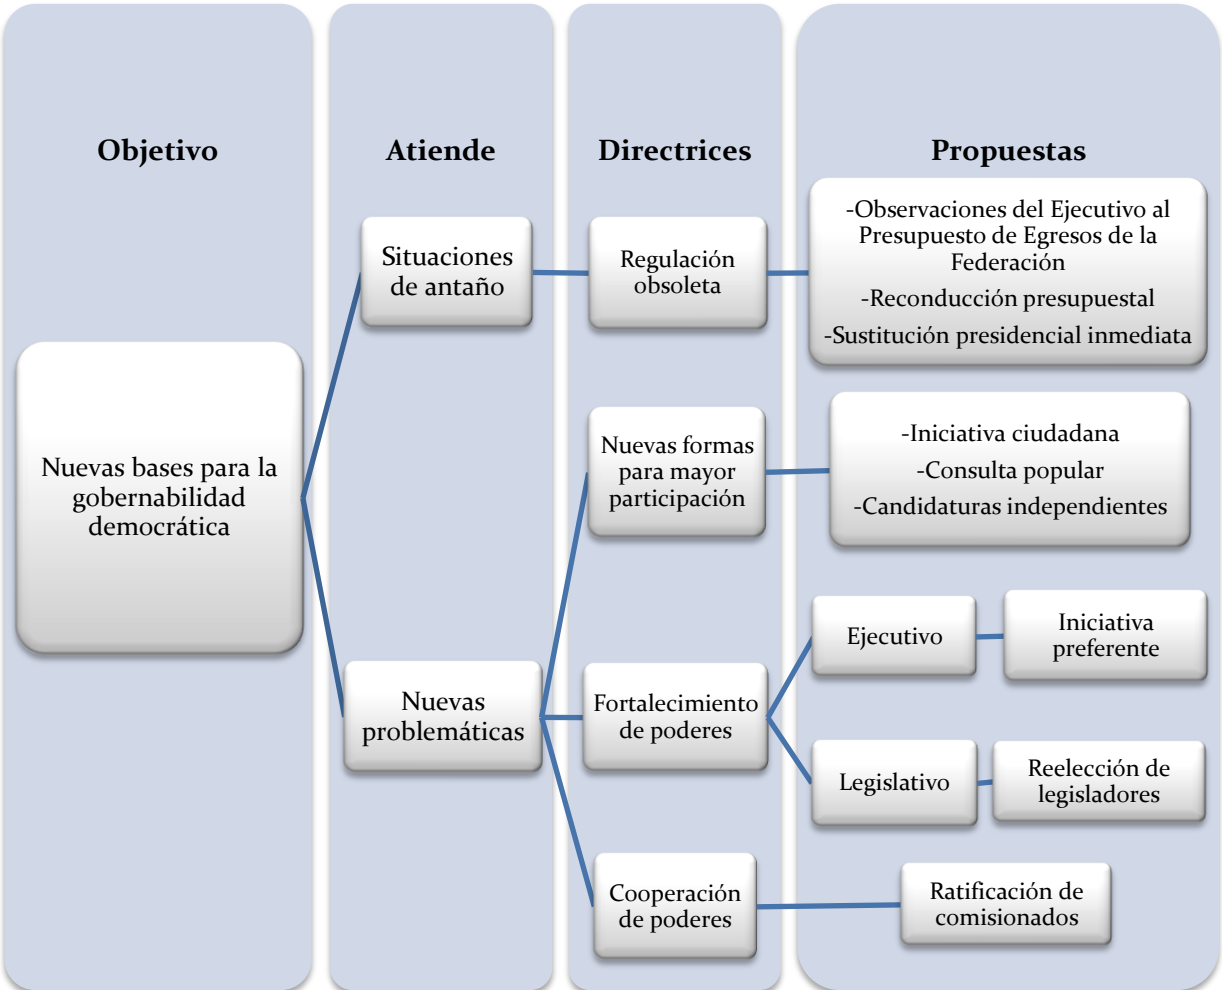 Objetivo
Atiende
Directrices
Propuestas
Nuevas bases para la
gobernabilidad
democrática
Situaciones
de antaño
Regulación
obsoleta
-Observaciones del Ejecutivo al
Presupuesto de Egresos de la
Federación
-Reconducción presupuestal
-Sustitución presidencial inmediata
Nuevas
problemáticas
Nuevas formas
para mayor
participación
-Iniciativa ciudadana
-Consulta popular
-Candidaturas independientes
Fortalecimiento
de poderes
Ejecutivo
Iniciativa
preferente
Legislativo
Reelección de
legisladores
Cooperación
de poderes
Ratificación de
comisionados